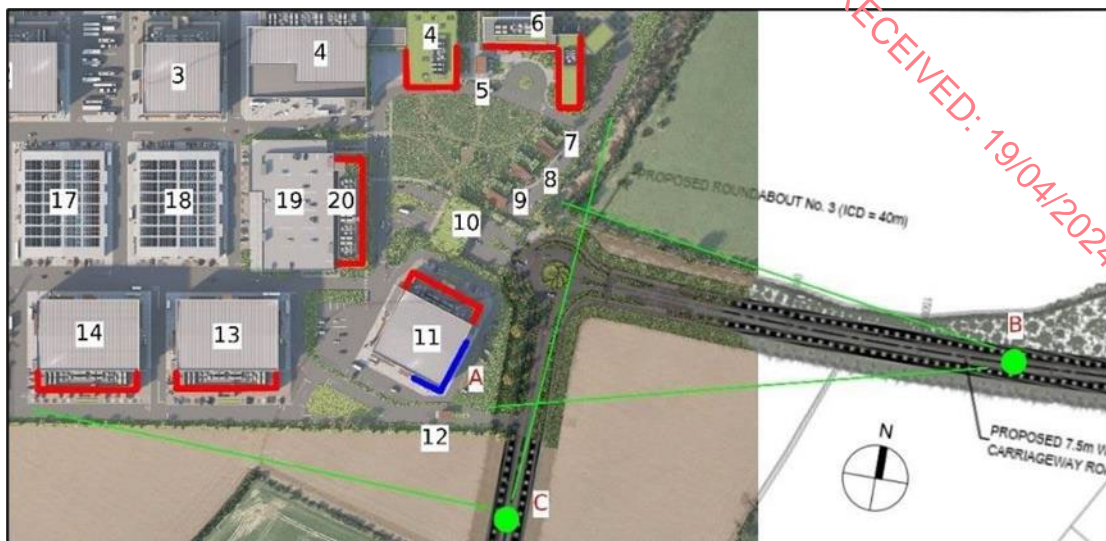 RECEIVED: 19/04/2024
6
4
4
3
5
7
8
PROPOSED ROUNDABOUT No. 3 (ICD = 40m)
17
18
19
20
9
10
14
13
11
A
B
12
N
PROPOSED 7.5m W
CARRIAGEWAY RO
C